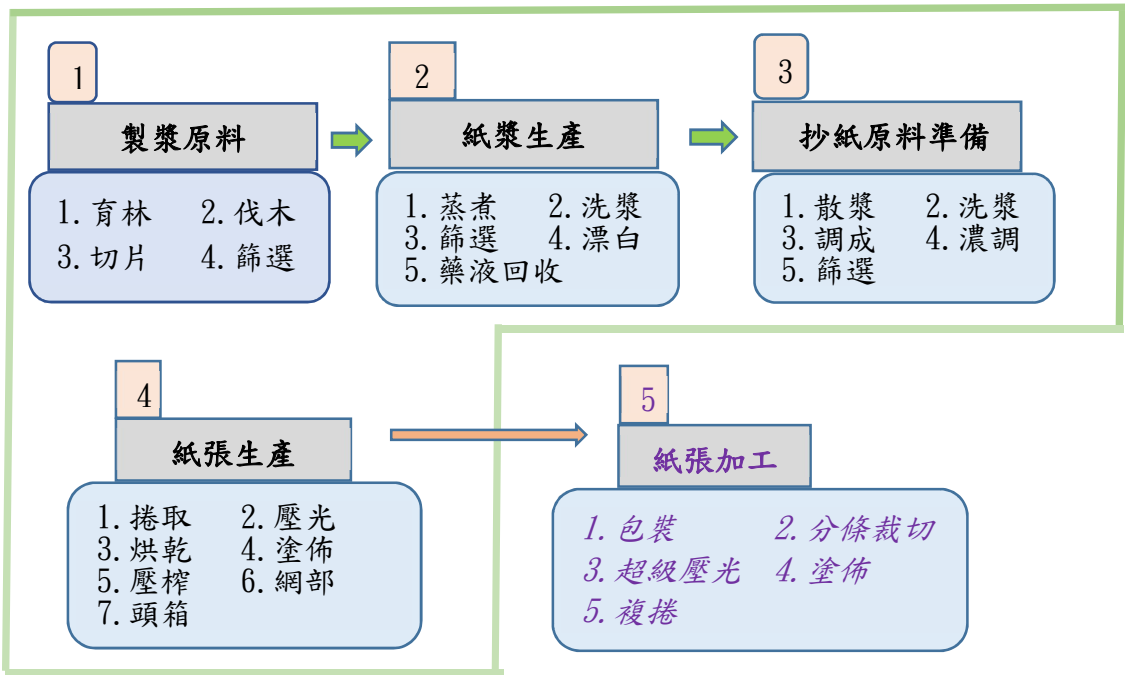 1
製漿原料
1.育林 2.伐木
3.切片 4.篩選
2
紙漿生產
1.蒸煮 2.洗漿
3.篩選 4.漂白
5.藥液回收
3
抄紙原料準備
1.散漿 2.洗漿
3.調成 4.濃調
5.篩選
4
紙張生產
1.捲取 2.壓光
3.烘乾 4.塗佈
5.壓榨 6.網部
7.頭箱
5
紙張加工
1.包裝 2.分條裁切
3.超級壓光 4.塗佈
5.複捲